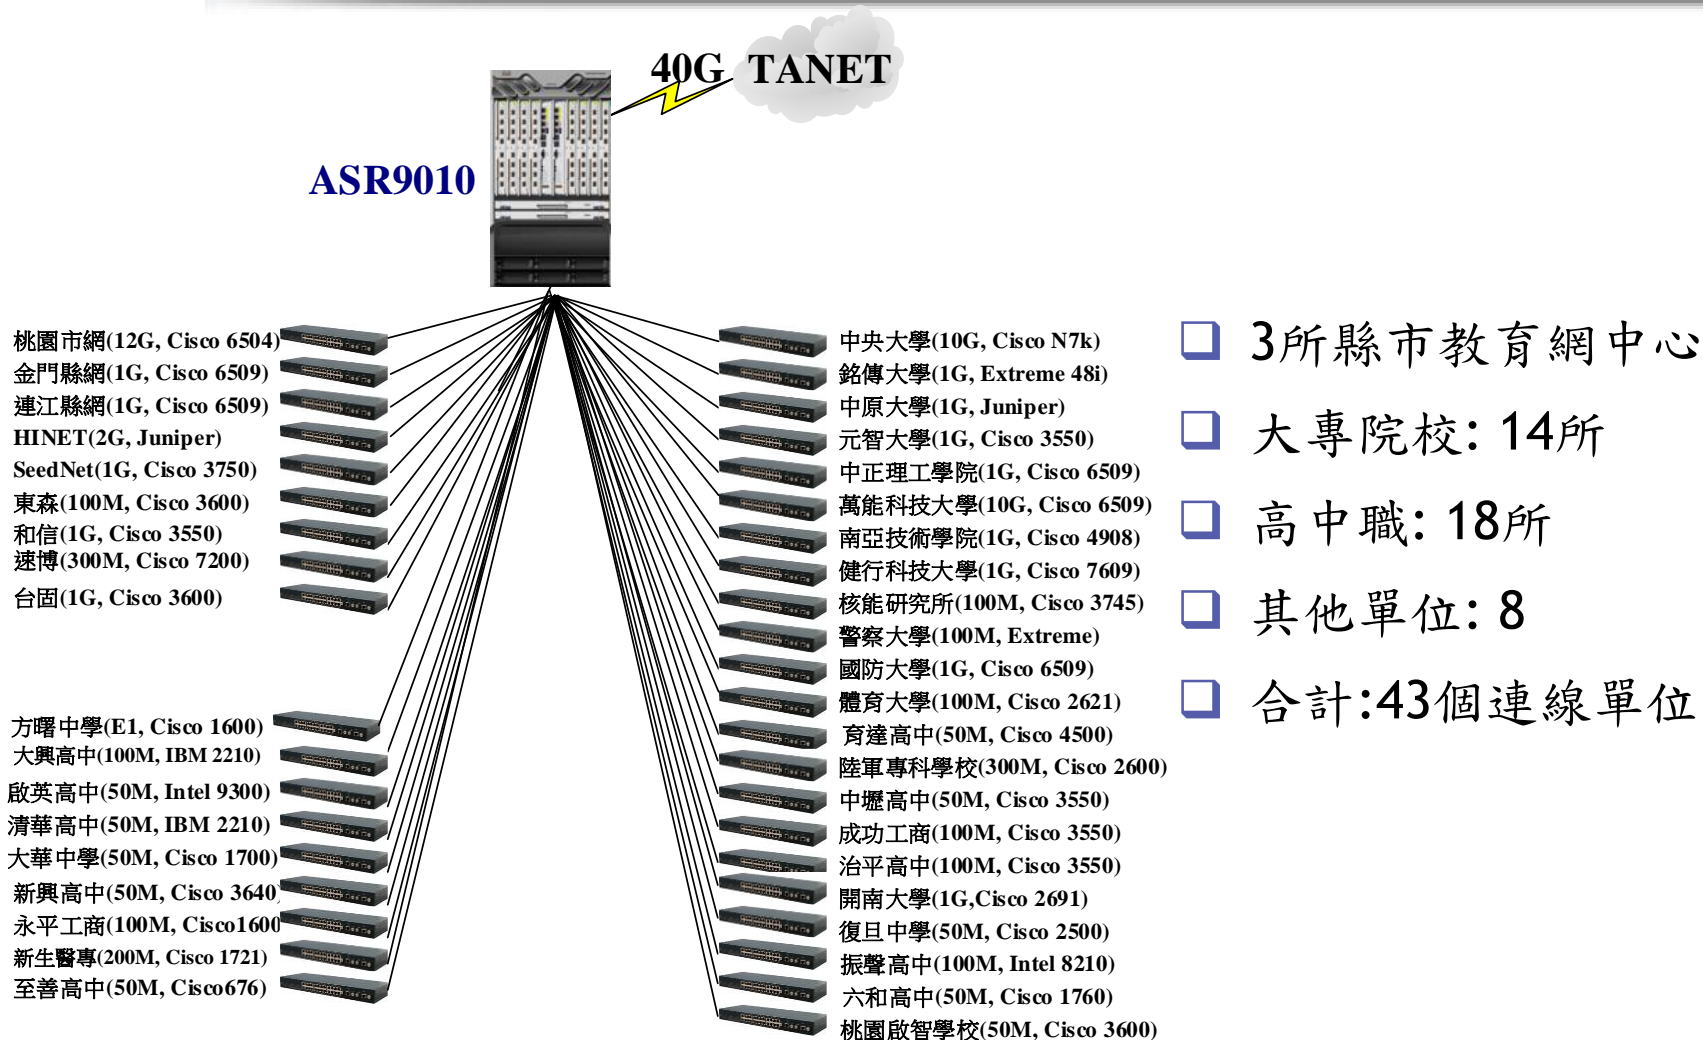 40G TANET
ASR9010
桃園市網(12G, Cisco 6504)
金門縣網(1G, Cisco 6509)
連江縣網(1G, Cisco 6509)
HINET(2G, Juniper)
SeedNet(1G, Cisco 3750)
東森(100M, Cisco 3600)
和信(1G, Cisco 3550)
速博(300M, Cisco 7200)
台固(1G, Cisco 3600)
方曙中學(E1, Cisco 1600)
大興高中(100M, IBM 2210)
啟英高中(50M, Intel 9300)
清華高中(50M, IBM 2210)
大華中學(50M, Cisco 1700)
新興高中(50M, Cisco 3640)
永平工商(100M, Cisco1600
新生醫專(200M, Cisco 1721)
至善高中(50M, Cisco676)
中央大學(10G, Cisco N7k)
銘傳大學(1G, Extreme 48i)
中原大學(1G, Juniper)
元智大學(1G, Cisco 3550)
中正理工學院(1G, Cisco 6509)
萬能科技大學(10G, Cisco 6509)
南亞技術學院(1G, Cisco 4908)
健行科技大學(1G, Cisco 7609)
核能研究所(100M, Cisco 3745)
警察大學(100M, Extreme)
國防大學(1G, Cisco 6509)
體育大學(100M, Cisco 2621)
育達高中(50M, Cisco 4500)
陸軍專科學校(300M, Cisco 2600)
中壢高中(50M, Cisco 3550)
成功工商(100M, Cisco 3550)
治平高中(100M, Cisco 3550)
開南大學(1G,Cisco 2691)
復旦中學(50M, Cisco 2500)
振聲高中(100M, Intel 8210)
六和高中(50M, Cisco 1760)
桃園啟智學校(50M, Cisco 3600)
3所縣市教育網中心
大專院校: 14所
高中職: 18所
其他單位: 8
合計:43個連線單位